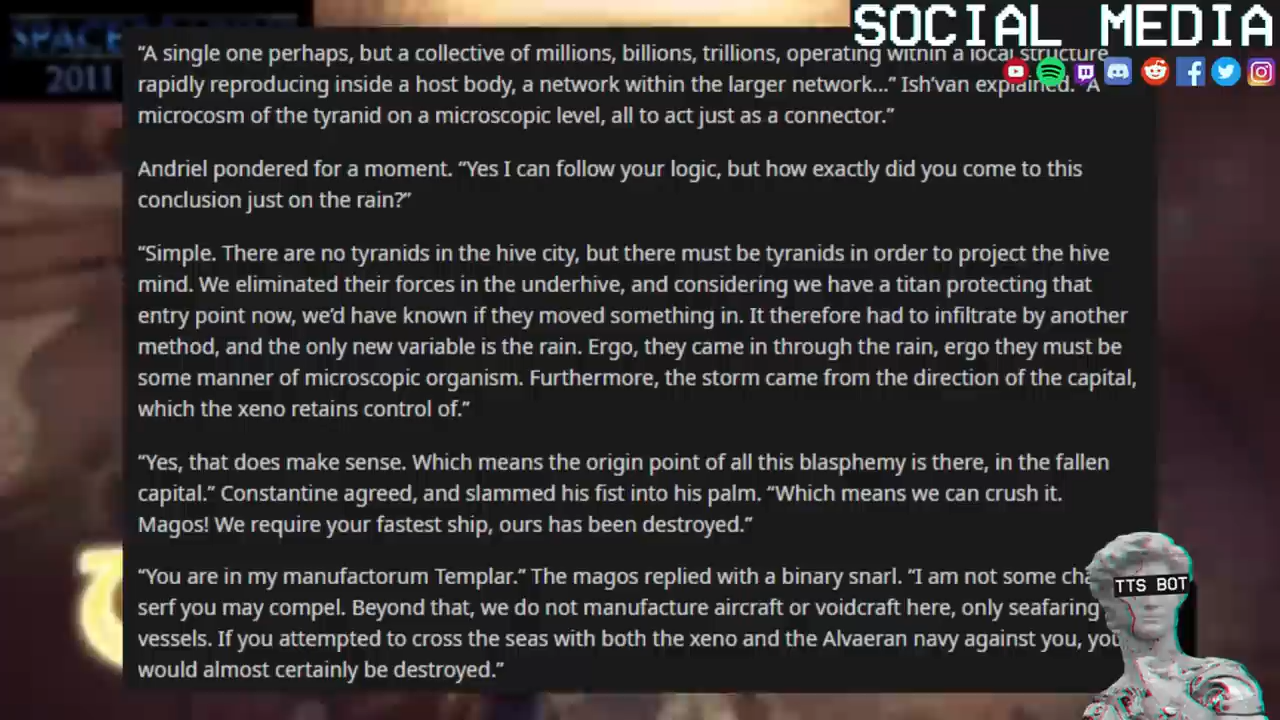 SOCIAL MEDIA
SPACE
2011
“A single one perhaps, but a collective of millions, billions, trillions, operating within a local structure
rapidly reproducing inside a host body, a network within the larger network...” Ish’van explained. “A
microcosm of the tyranid on a microscopic level, all to act just as a connector.”
Andriel pondered for a moment. “Yes I can follow your logic, but how exactly did you come to this
conclusion just on the rain?”
“Simple. There are no tyranids in the hive city, but there must be tyranids in order to project the hive
mind. We eliminated their forces in the underhive, and considering we have a titan protecting that
entry point now, we’d have known if they moved something in. It therefore had to infiltrate by another
method, and the only new variable is the rain. Ergo, they came in through the rain, ergo they must be
some manner of microscopic organism. Furthermore, the storm came from the direction of the capital,
which the xeno retains control of.”
“Yes, that does make sense. Which means the origin point of all this blasphemy is there, in the fallen
capital.” Constantine agreed, and slammed his fist into his palm. “Which means we can crush it.
Magos! We require your fastest ship, ours has been destroyed.”
“You are in my manufactorum Templar.” The magos replied with a binary snarl. “I am not some
serf you may compel. Beyond that, we do not manufacture aircraft or voidcraft here, only seafaring
vessels. If you attempted to cross the seas with both the xeno and the Alvaeran navy against you, you
would almost certainly be destroyed.”
TTS BOT